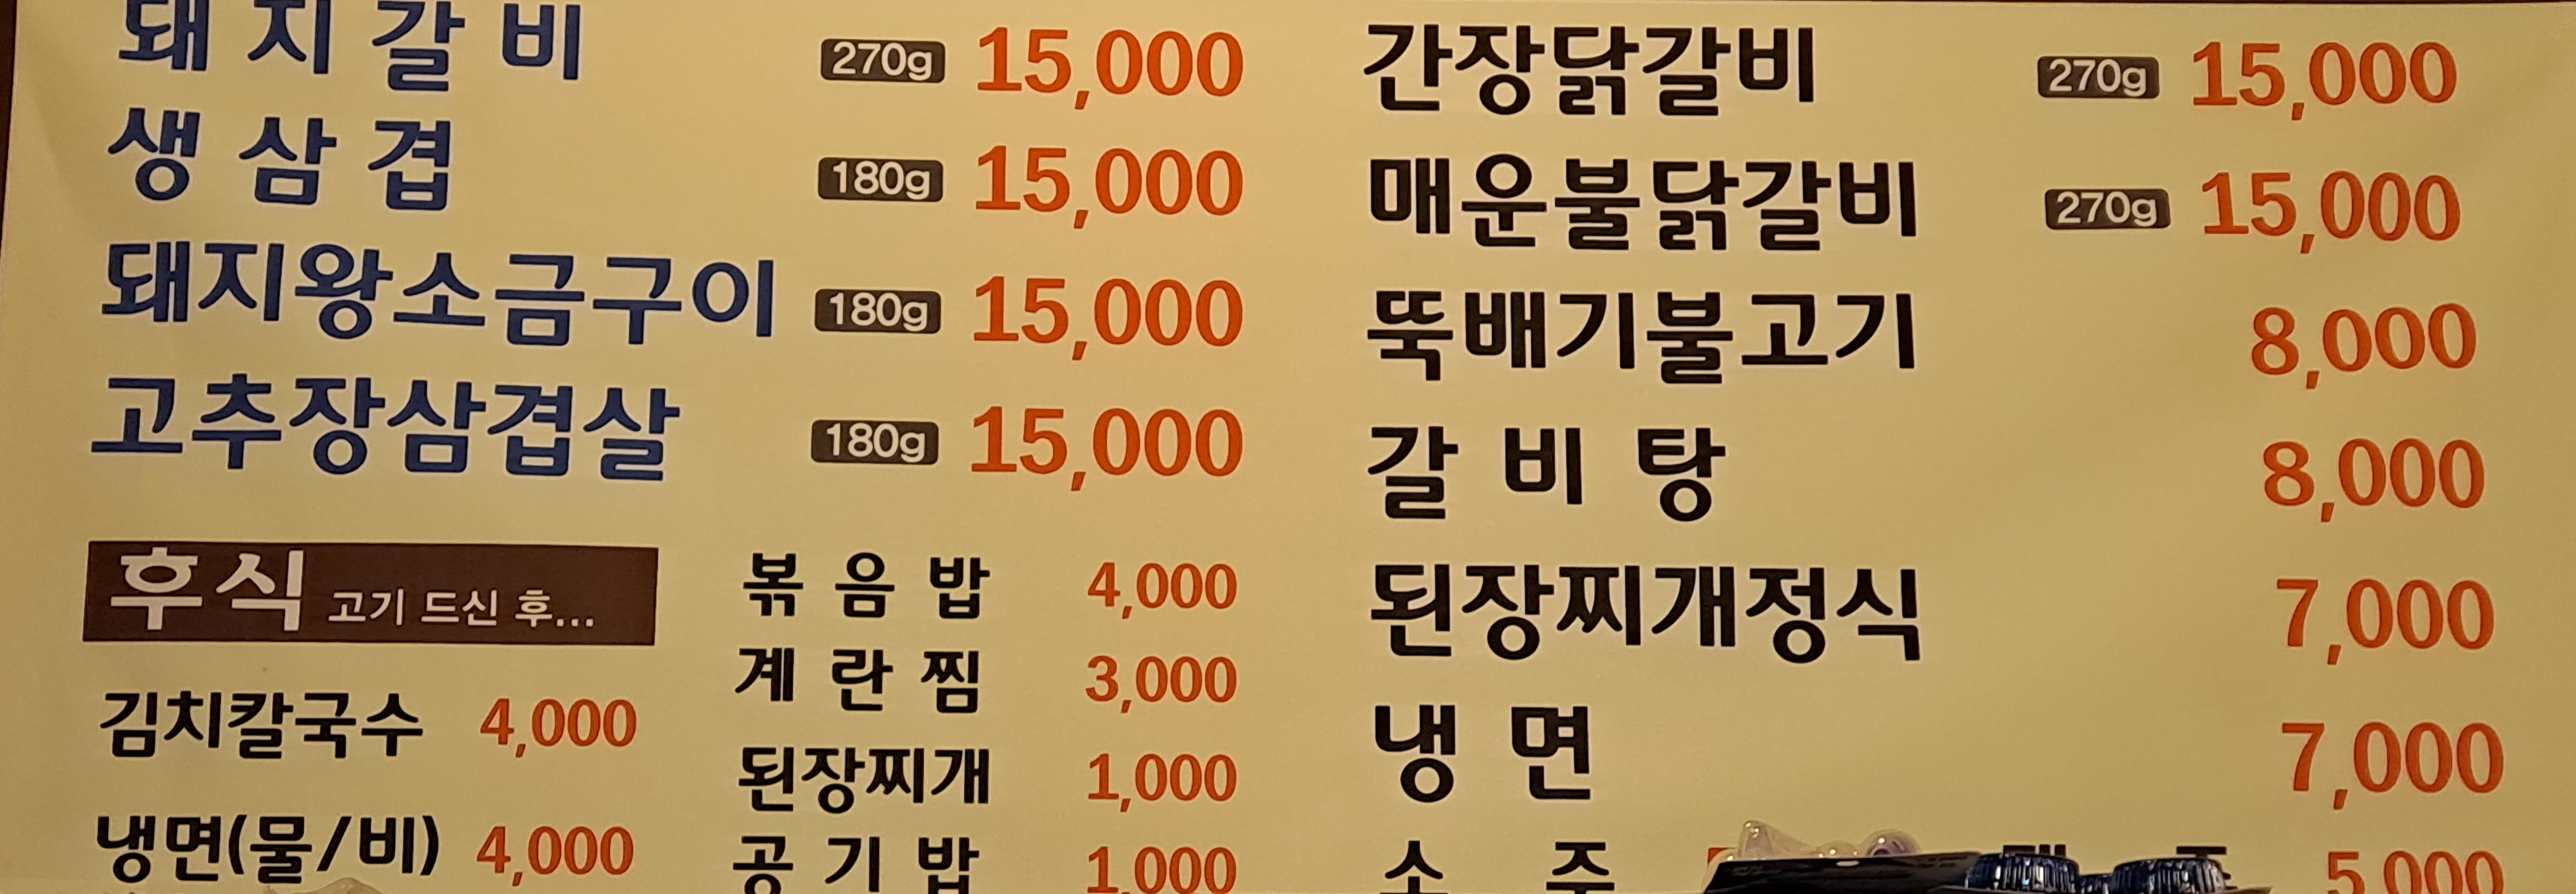 돼지갈비 270g 15,000
생삼겹 180g 15,000
돼지왕소금구이 180g 15,000
고추장삼겹살 180g 15,000
후식 고기 드신 후...
김치칼국수 4,000
냉면(물/비) 4,000
볶음밥 4,000
계란찜 3,000
된장찌개 1,000
공기밥 1,000
간장닭갈비 270g 15,000
매운불닭갈비 270g 15,000
뚝배기불고기 8,000
갈비탕 8,000
된장찌개정식 7,000
냉면 7,000
소주
5,000